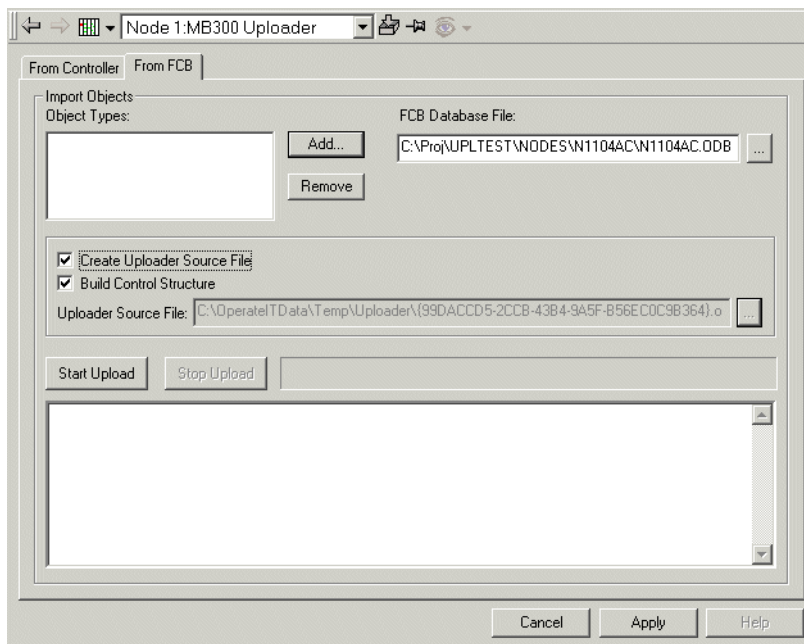 Node 1:MB300 Uploader
From Controller
From FCB
Import Objects
Object Types:
FCB Database File:
Add...
C:\Proj\UPLTEST\NODES\N1104AC\N1104AC.ODB
...
Remove
Create Uploader Source File
Build Control Structure
Uploader Source File:
C:\OperateITData\Temp\Uploader\{99DACCD5-2CCB-43B4-9A5F-B56EC0C9B364}.o
...
Start Upload
Stop Upload
Cancel
Apply
Help